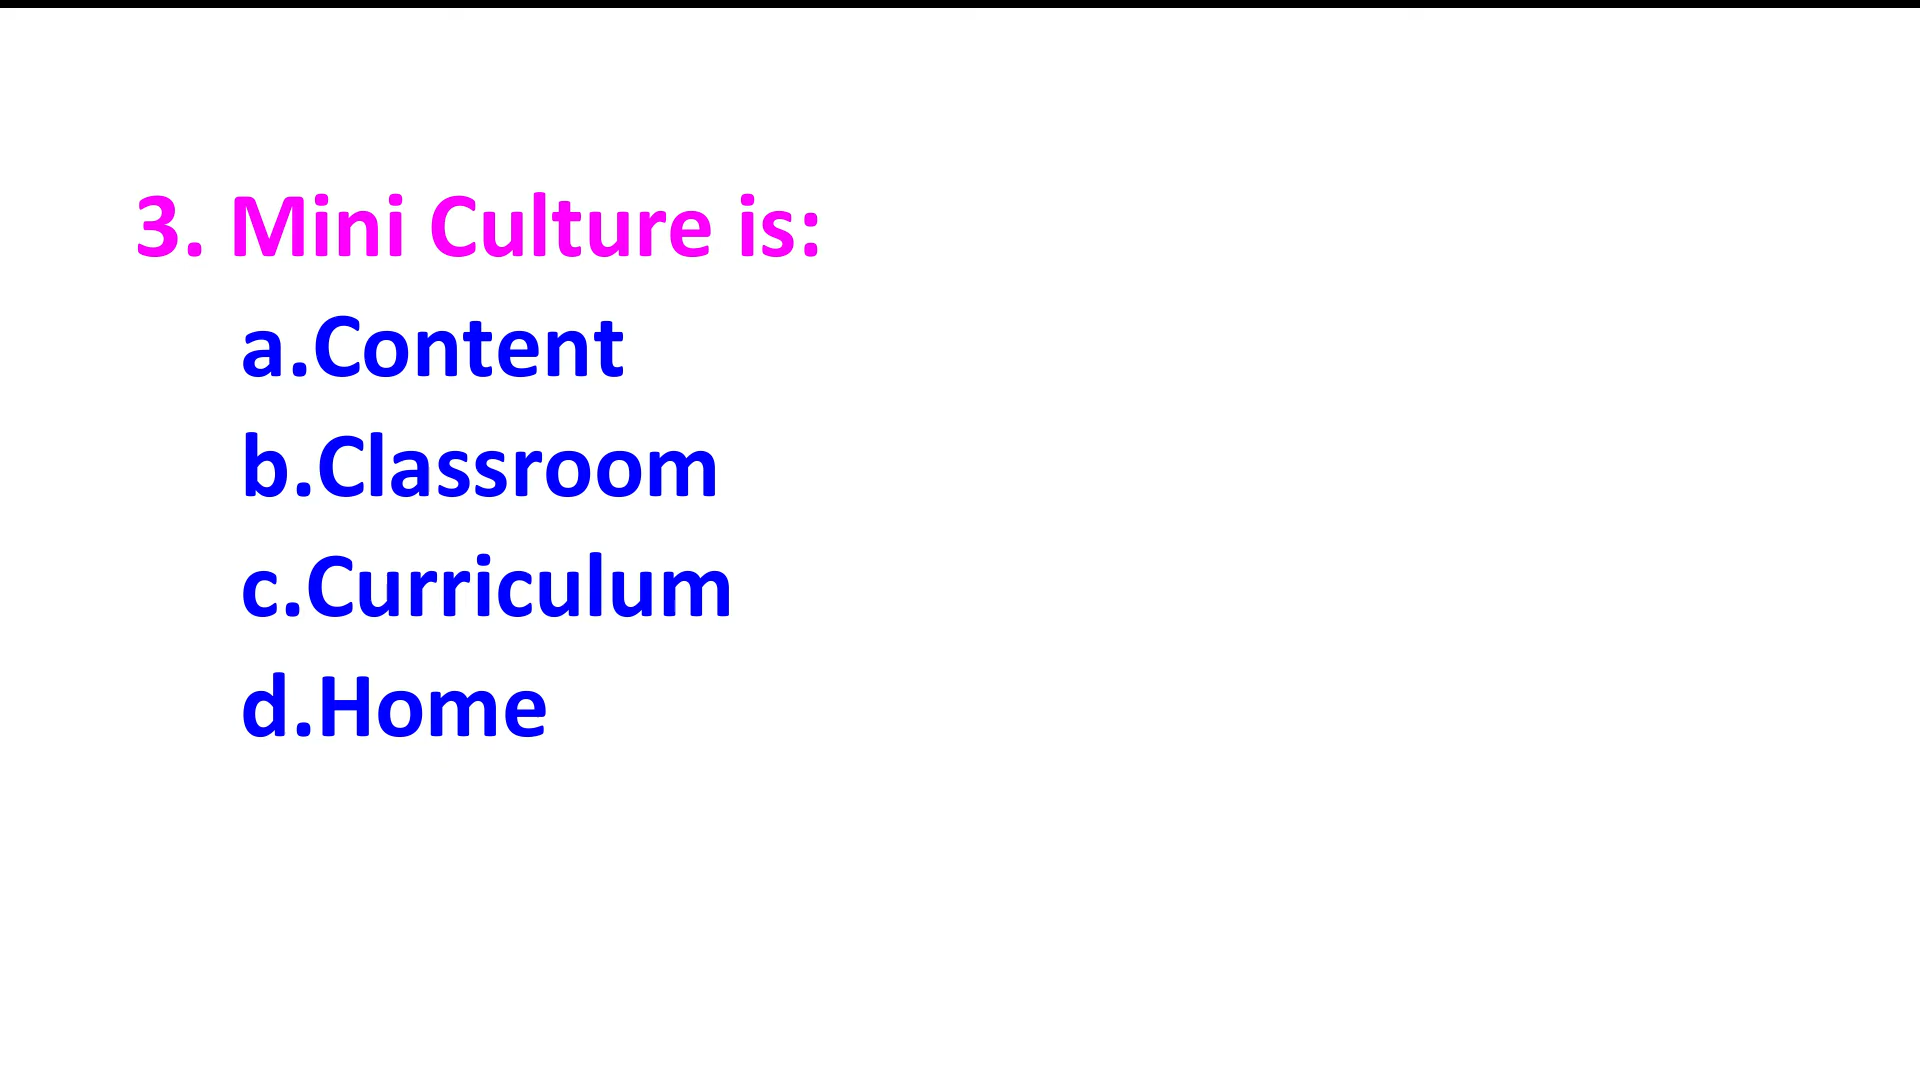 3. Mini Culture is:
a.Content
b.Classroom
c.Curriculum
d.Home